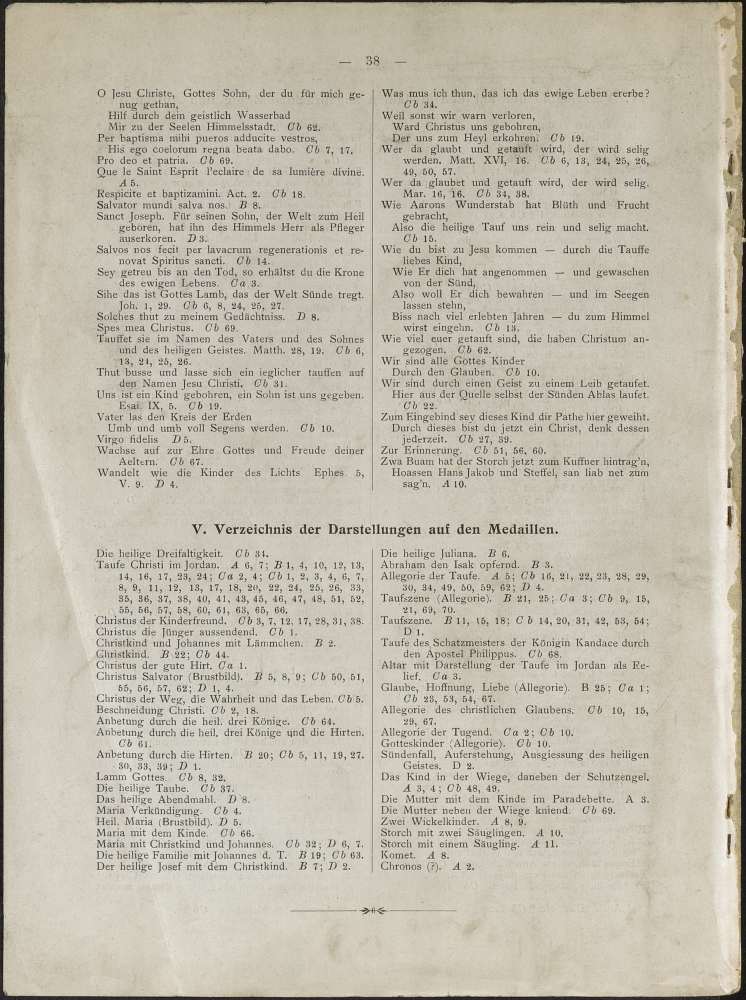 — 38 —
O Jesu Christe, Gottes Sohn, der du für mich ge-
nug gethan,
Hilf durch dein geistlich Wasserbad
Mir zu der Seelen Himmelsstadt. Cb 62.
Per baptisma mihi pueros adducite vestros,
His ego coelorum regna beata dabo. Cb 7, 17.
Pro deo et patria. Cb 69.
Que le Saint Esprit l'eclaire de sa lumière divine.
A 5.
Respicite et baptizamini. Act. 2. Cb 18.
Salvator mundi salva nos. B 8.
Sanct Joseph. Für seinen Sohn, der Welt zum Heil
geboren, hat ihn des Himmels Herr als Pfleger
auserkoren. D 3.
Salvos nos fecit per lavacrum regenerationis et re-
novat Spiritus sancti. Cb 14.
Sey getreu bis an den Tod, so erhältst du die Krone
des ewigen Lebens. Ca 3.
Sihe das ist Gottes Lamb, das der Welt Sünde tregt.
Joh. 1, 29. Cb 6, 8, 24, 25, 27.
Solches thut zu meinem Gedächtniss. D 8.
Spes mea Christus. Cb 69.
Tauffet sie im Namen des Vaters und des Sohnes
und des heiligen Geistes. Matth. 28, 19. Cb 6,
13, 24, 25, 26.
Thut busse und lasse sich ein ieglicher tauffen auf
den Namen Jesu Christi. Cb 31.
Uns ist ein Kind gebohren, ein Sohn ist uns gegeben.
Esai. IX, 5. Cb 19.
Vater las den Kreis der Erden
Umb und umb voll Segens werden. Cb 10.
Virgo fidelis D 5.
Wachse auf zur Ehre Gottes und Freude deiner
Aeltern. Cb 67.
Wandelt wie die Kinder des Lichts Ephes. 5,
V. 9. D 4.
Was mus ich thun, das ich das ewige Leben ererbe?
Cb 34.
Weil sonst wir warn verloren,
Ward Christus uns gebohren,
Der uns zum Heyl erkohren. Cb 19.
Wer da glaubt und getauft wird, der wird selig
werden. Matt. XVI, 16. Cb 6, 13, 24, 25, 26,
49, 50, 57.
Wer da glaubet und getauft wird, der wird selig.
Mar. 16, 16. Cb 34, 38.
Wie Aarons Wunderstab hat Blüth und Frucht
gebracht,
Also die heilige Tauf uns rein und selig macht.
Cb 15.
Wie du bist zu Jesu kommen — durch die Tauffe
liebes Kind,
Wie Er dich hat angenommen — und gewaschen
von der Sünd,
Also woll Er dich bewahren — und im Seegen
lassen stehn,
Biss nach viel erlebten Jahren — du zum Himmel
wirst eingehn. Cb 13.
Wie viel euer getauft sind, die haben Christum an-
gezogen. Cb 62.
Wir sind alle Gottes Kinder
Durch den Glauben. Cb 10.
Wir sind durch einen Geist zu einem Leib getaufet.
Hier aus der Quelle selbst der Sünden Ablas laufet.
Cb 22.
Zum Eingebind sey dieses Kind dir Pathe hier geweiht.
Durch dieses bist du jetzt ein Christ, denk dessen
jederzeit. Cb 27, 39.
Zur Erinnerung. Cb 51, 56, 60.
Zwa Buam hat der Storch jetzt zum Kuffner hintrag'n,
Hoassen Hans Jakob und Steffel, san liab net zum
sag'n. A 10.
V. Verzeichnis der Darstellungen auf den Medaillen.
Die heilige Dreifaltigkeit. Cb 34.
Taufe Christi im Jordan. A 6, 7; B 1, 4, 10, 12, 13,
14, 16, 17, 23, 24; Ca 2, 4; Cb 1, 2, 3, 4, 6, 7,
8, 9, 11, 12, 13, 17, 18, 20, 22, 24, 25, 26, 33,
35, 36, 37, 38, 40, 41, 43, 45, 46, 47, 48, 51, 52,
55, 56, 57, 58, 60, 61, 63, 65, 66.
Christus der Kinderfreund. Cb 3, 7, 12, 17, 28, 31, 38.
Christus die Jünger aussendend. Cb 1.
Christkind und Johannes mit Lämmchen. B 2.
Christkind. B 22; Cb 44.
Christus der gute Hirt. Ca 1.
Christus Salvator (Brustbild). B 5, 8, 9; Cb 50, 51,
55, 56, 57, 62; D 1, 4.
Christus der Weg, die Wahrheit und das Leben. Cb 5.
Beschneidung Christi. Cb 2, 18.
Anbetung durch die heil. drei Könige. Cb 64.
Anbetung durch die heil. drei Könige und die Hirten.
Cb 61.
Anbetung durch die Hirten. B 20; Cb 5, 11, 19, 27.
30, 33, 39; D 1.
Lamm Gottes. Cb 8, 32.
Die heilige Taube. Cb 37.
Das heilige Abendmahl. D 8.
Maria Verkündigung. Cb 4.
Heil. Maria (Brustbild). D 5.
Maria mit dem Kinde. Cb 66.
Maria mit Christkind und Johannes. Cb 32; D 6, 7.
Die heilige Familie mit Johannes d. T. B 19; Cb 63.
Der heilige Josef mit dem Christkind. B 7; D 2.
Die heilige Juliana. B 6.
Abraham den Isak opfernd. B 3.
Allegorie der Taufe. A 5; Cb 16, 21, 22, 23, 28, 29,
30, 34, 49, 50, 59, 62; D 4.
Taufszene (Allegorie). B 21, 25; Ca 3; Cb 9, 15,
21, 69, 70.
Taufszene. B 11, 15, 18; C b 14, 20, 31, 42, 53, 54;
D 1.
Taufe des Schatzmeisters der Königin Kandace durch
den Apostel Philippus. Cb 68.
Altar mit Darstellung der Taufe im Jordan als Re-
lief. Ca 3.
Glaube, Hoffnung, Liebe (Allegorie). B 25; Ca 1;
Cb 23, 53, 54, 67.
Allegorie des christlichen Glaubens. Cb 10, 15,
29, 67.
Allegorie der Tugend. Ca 2; Cb 10.
Gotteskinder (Allegorie). Cb 10.
Sündenfall, Auferstehung, Ausgiessung des heiligen
Geistes. D 2.
Das Kind in der Wiege, daneben der Schutzengel.
A 3, 4; Cb 48, 49.
Die Mutter mit dem Kinde im Paradebette. A 3.
Die Mutter neben der Wiege kniend. Cb 69.
Zwei Wickelkinder. A 8, 9.
Storch mit zwei Säuglingen. A 10.
Storch mit einem Säugling. A 11.
Komet. A 8.
Chronos (?). A 2.